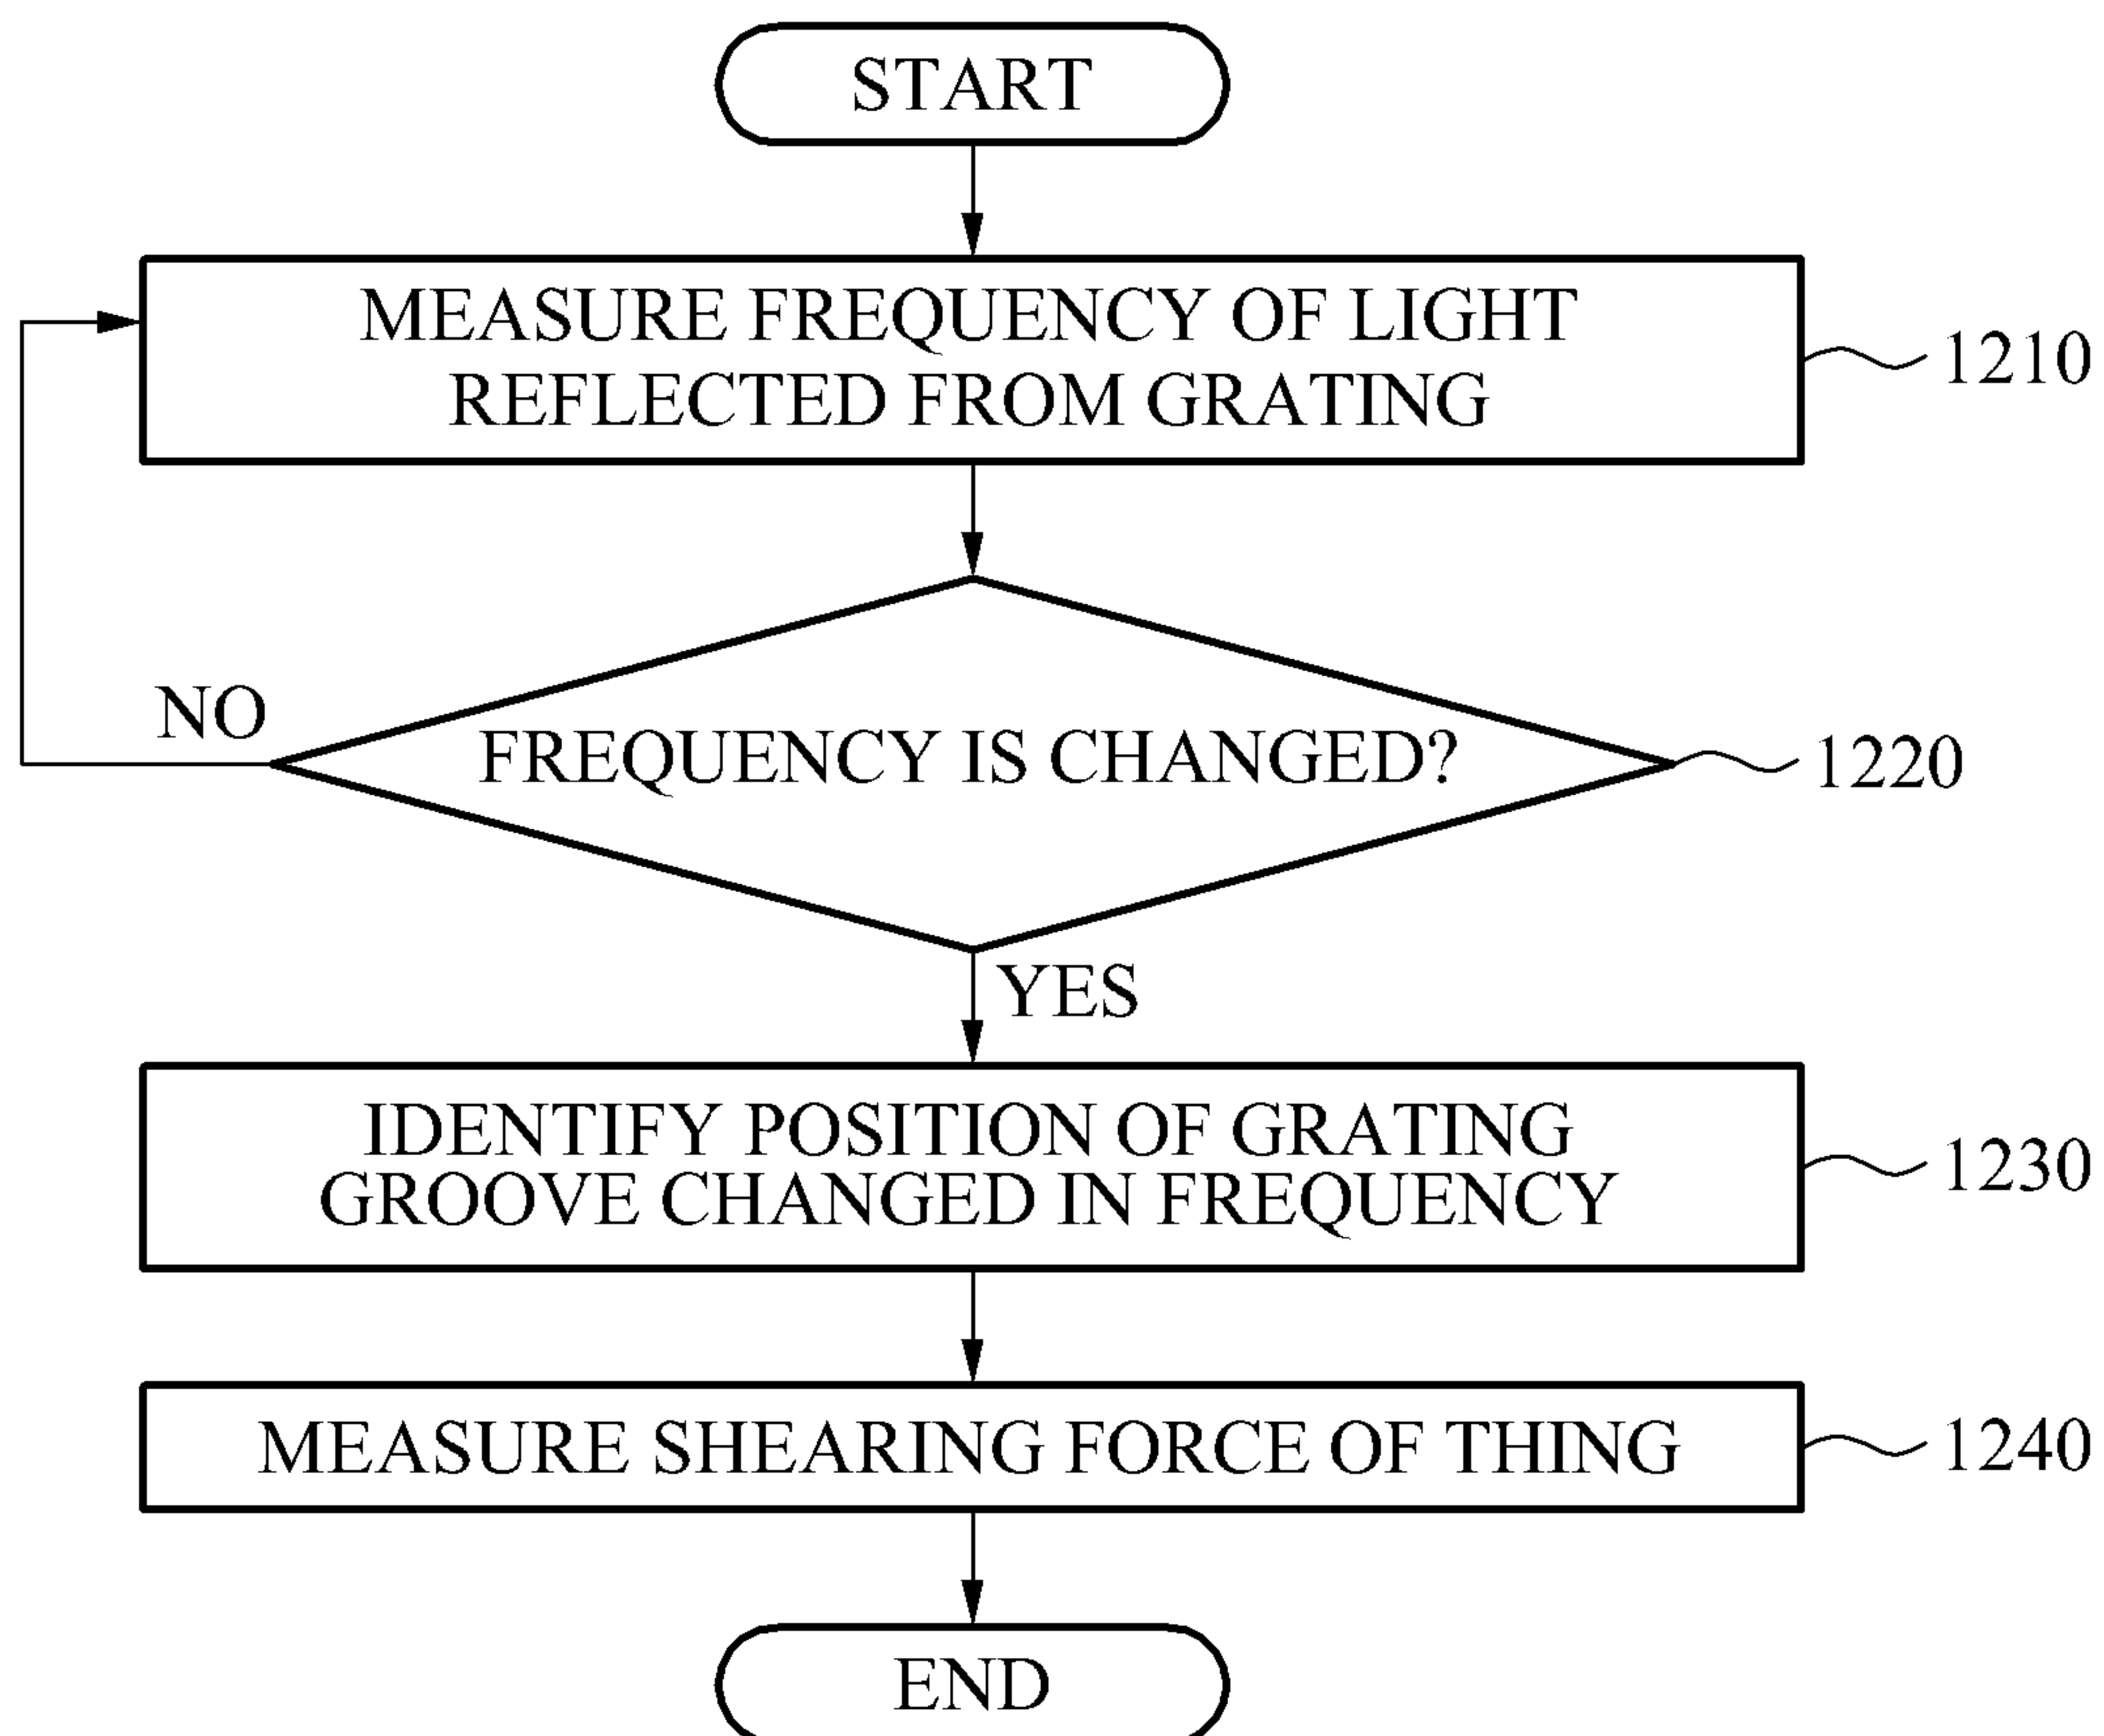 START
MEASURE FREQUENCY OF LIGHT
REFLECTED FROM GRATING
1210
NO
FREQUENCY IS CHANGED?
1220
YES
IDENTIFY POSITION OF GRATING
GROOVE CHANGED IN FREQUENCY
1230
MEASURE SHEARING FORCE OF THING
1240
END